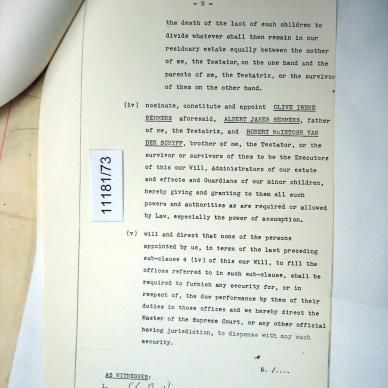 - 9 -
the death of the last of such children to
divide whatever shall then remain in our
residuary estate equally between the mother
of me, the Testator, on the one hand and the
parents of me, the Testatrix, or the survivor
of them on the other hand.
(iv) nominate, constitute and appoint OLIVE IRENE
SEMMENS aforesaid, ALBERT JAMES SEMMENS, father
of me, the Testatrix, and ROBERT McINTOSH VAN
DER SCHYFF, brother of me, the Testator, or the
survivor or survivors of them to be the Executors
of this our Will, Administrators of our estate
and effects and Guardians of our minor children,
hereby giving and granting to them all such
powers and authorities as are required or allowed
by Law, especially the power of assumption.
11181/73
(v) will and direct that none of the persons
appointed by us, in terms of the last preceding
sub-clause 4 (iv) of this our Will, to fill the
offices referred to in such sub-clause, shall be
required to furnish any security for, or in
respect of, the due performance by them of their
duties in those offices and we hereby direct the
Master of the Supreme Court, or any other official
having jurisdiction, to dispense with any such
security.
5. /....
AS WITNESSES:
1.